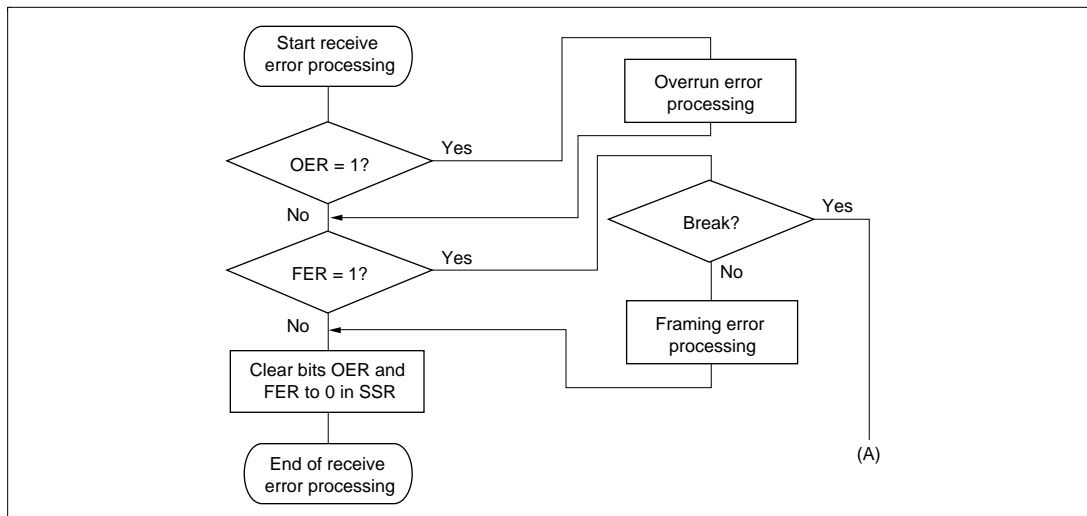 Start receive
error processing
Overrun error
processing
Yes
OER = 1?
No
Yes
Break?
Yes
FER = 1?
No
No
Framing error
processing
Clear bits OER and
FER to 0 in SSR
(A)
End of receive
error processing